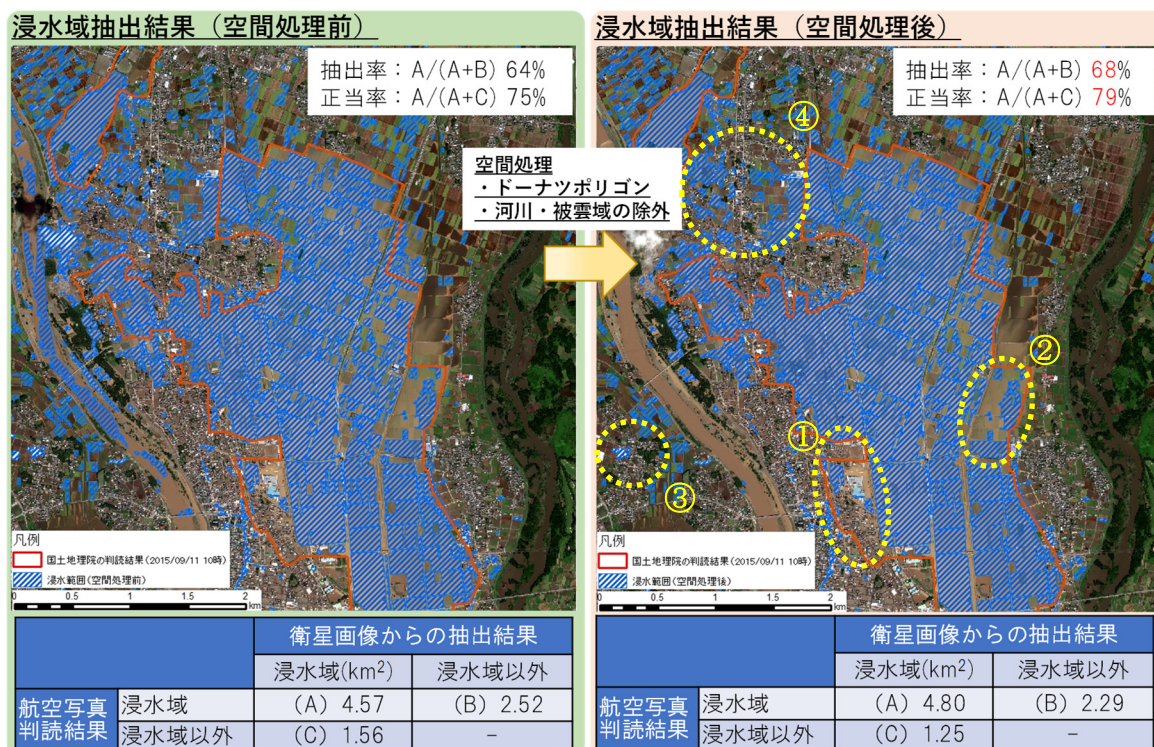 浸水域抽出結果（空間処理前）
抽出率：A/(A+B) 64%
正当率：A/(A+C) 75%
凡例
国土地理院の判読結果(2015/09/11 10時)
浸水範囲(空間処理前)
0 0.5 1 1.5 2
km
衛星画像からの抽出結果
浸水域(km²) 浸水域以外
航空写真
判読結果
浸水域 (A) 4.57 (B) 2.52
浸水域以外 (C) 1.56 −
空間処理
・ドーナツポリゴン
・河川・被雲域の除外
浸水域抽出結果（空間処理後）
抽出率：A/(A+B) 68%
正当率：A/(A+C) 79%
④
②
①
③
凡例
国土地理院の判読結果(2015/09/11 10時)
浸水範囲(空間処理後)
0 0.5 1 1.5 2
km
衛星画像からの抽出結果
浸水域(km²) 浸水域以外
航空写真
判読結果
浸水域 (A) 4.80 (B) 2.29
浸水域以外 (C) 1.25 −